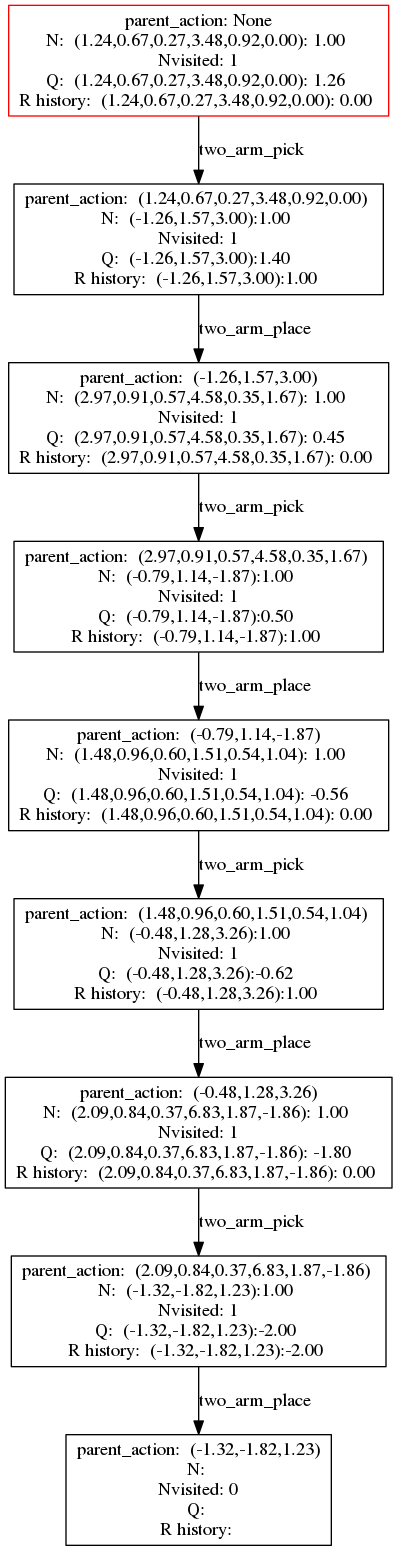 parent_action: None
N:  (1.24,0.67,0.27,3.48,0.92,0.00): 1.00
Nvisited: 1
Q:  (1.24,0.67,0.27,3.48,0.92,0.00): 1.26
R history:  (1.24,0.67,0.27,3.48,0.92,0.00): 0.00
two_arm_pick
parent_action:  (1.24,0.67,0.27,3.48,0.92,0.00)
N:  (-1.26,1.57,3.00):1.00
Nvisited: 1
Q:  (-1.26,1.57,3.00):1.40
R history:  (-1.26,1.57,3.00):1.00
two_arm_place
parent_action:  (-1.26,1.57,3.00)
N:  (2.97,0.91,0.57,4.58,0.35,1.67): 1.00
Nvisited: 1
Q:  (2.97,0.91,0.57,4.58,0.35,1.67): 0.45
R history:  (2.97,0.91,0.57,4.58,0.35,1.67): 0.00
two_arm_pick
parent_action:  (2.97,0.91,0.57,4.58,0.35,1.67)
N:  (-0.79,1.14,-1.87):1.00
Nvisited: 1
Q:  (-0.79,1.14,-1.87):0.50
R history:  (-0.79,1.14,-1.87):1.00
two_arm_place
parent_action:  (-0.79,1.14,-1.87)
N:  (1.48,0.96,0.60,1.51,0.54,1.04): 1.00
Nvisited: 1
Q:  (1.48,0.96,0.60,1.51,0.54,1.04): -0.56
R history:  (1.48,0.96,0.60,1.51,0.54,1.04): 0.00
two_arm_pick
parent_action:  (1.48,0.96,0.60,1.51,0.54,1.04)
N:  (-0.48,1.28,3.26):1.00
Nvisited: 1
Q:  (-0.48,1.28,3.26):-0.62
R history:  (-0.48,1.28,3.26):1.00
two_arm_place
parent_action:  (-0.48,1.28,3.26)
N:  (2.09,0.84,0.37,6.83,1.87,-1.86): 1.00
Nvisited: 1
Q:  (2.09,0.84,0.37,6.83,1.87,-1.86): -1.80
R history:  (2.09,0.84,0.37,6.83,1.87,-1.86): 0.00
two_arm_pick
parent_action:  (2.09,0.84,0.37,6.83,1.87,-1.86)
N:  (-1.32,-1.82,1.23):1.00
Nvisited: 1
Q:  (-1.32,-1.82,1.23):-2.00
R history:  (-1.32,-1.82,1.23):-2.00
two_arm_place
parent_action:  (-1.32,-1.82,1.23)
N:
Nvisited: 0
Q:
R history: